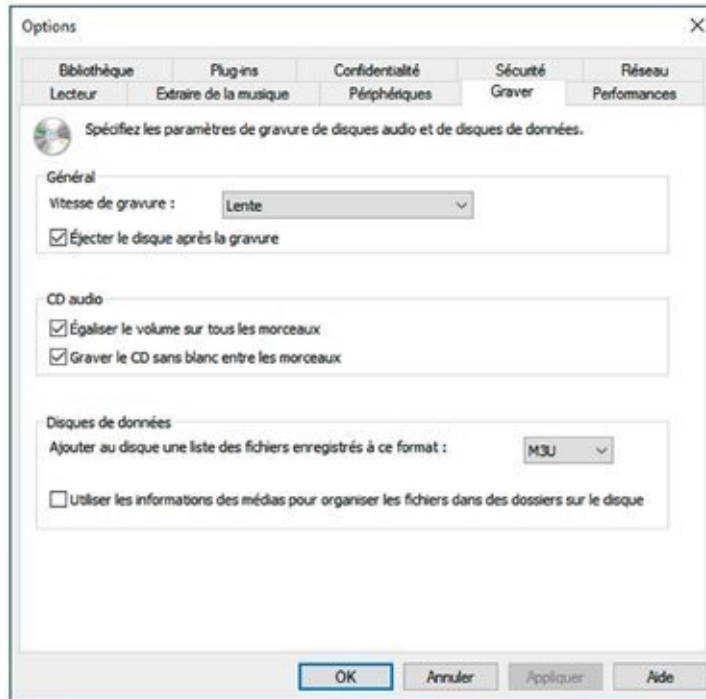 Options
Bibliothèque Plug-ins Confidentialité Sécurité Réseau
Lecteur Extraire de la musique Périphériques Graver Performances
Spécifiez les paramètres de gravure de disques audio et de disques de données.
Général
Vitesse de gravure : Lente
Éjecter le disque après la gravure
CD audio
Égaliser le volume sur tous les morceaux
Graver le CD sans blanc entre les morceaux
Disques de données
Ajouter au disque une liste des fichiers enregistrés à ce format : M3U
Utiliser les informations des médias pour organiser les fichiers dans des dossiers sur le disque
OK Annuler Appliquer Aide